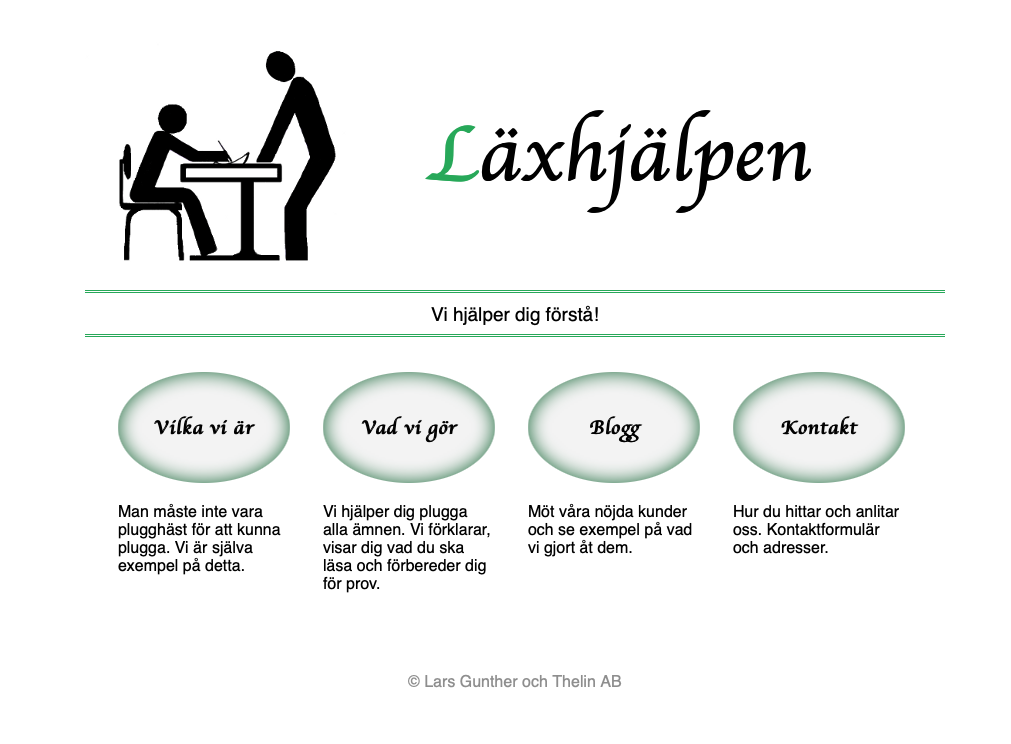 Läxhjälpen
Vi hjälper dig förstå!
Vilka vi är
Vad vi gör
Blogg
Kontakt
Man måste inte vara
plugghäst för att kunna
plugga. Vi är själva
exempel på detta.
Vi hjälper dig plugga
alla ämnen. Vi förklarar,
visar dig vad du ska
läsa och förbereder dig
för prov.
Möt våra nöjda kunder
och se exempel på vad
vi gjort åt dem.
Hur du hittar och anlitar
oss. Kontaktformulär
och adresser.
© Lars Gunther och Thelin AB